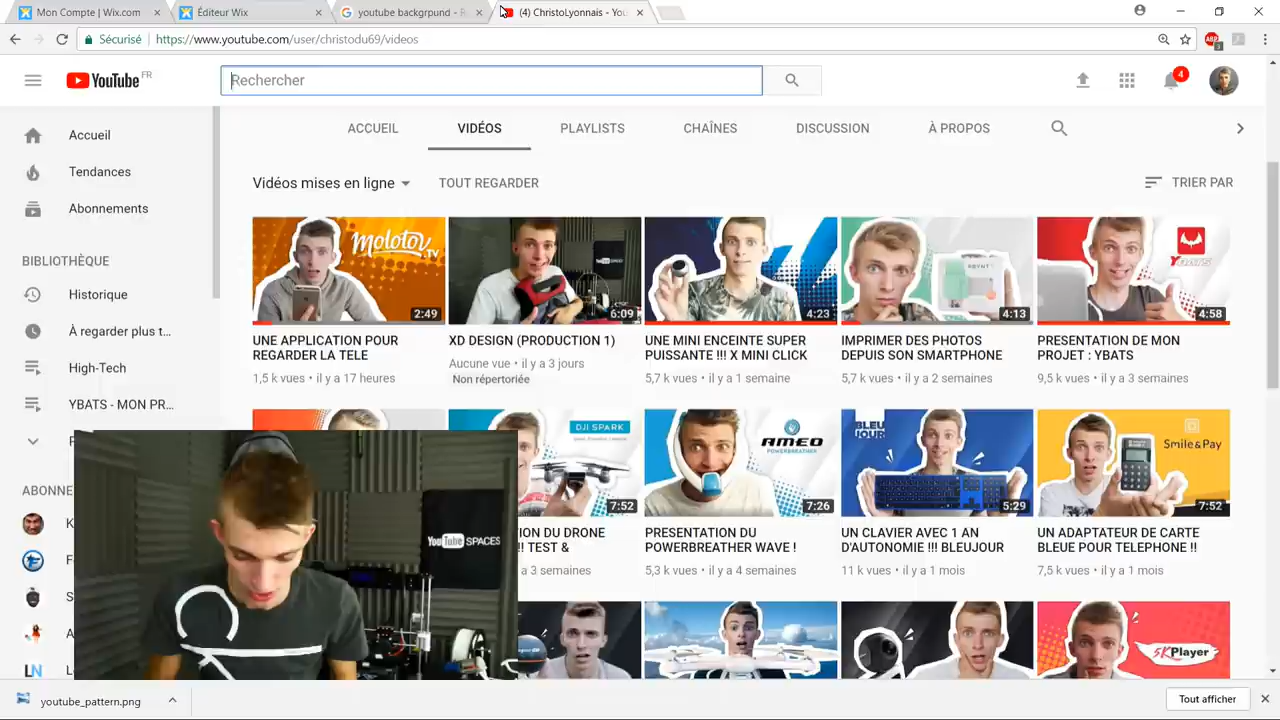 Mon Compte | Wix.com
Éditeur Wix
youtube backgrpund - R
(4) ChristoLyonnais - You
Sécurisé
https://www.youtube.com/user/christodu69/videos
ABP
3
YouTube FR
Rechercher
4
Accueil
Tendances
Abonnements
BIBLIOTHÈQUE
Historique
À regarder plus t...
High-Tech
YBATS - MON PR...
ABONNE
ACCUEIL
VIDÉOS
PLAYLISTS
CHAÎNES
DISCUSSION
À PROPOS
Vidéos mises en ligne
TOUT REGARDER
TRIER PAR
molotov.tv
2:49
6:09
4:23
4:13
YBATS
4:58
UNE APPLICATION POUR
REGARDER LA TELE
1,5 k vues • il y a 17 heures
XD DESIGN (PRODUCTION 1)
Aucune vue • il y a 3 jours
Non répertoriée
UNE MINI ENCEINTE SUPER
PUISSANTE !!! X MINI CLICK
5,7 k vues • il y a 1 semaine
IMPRIMER DES PHOTOS
DEPUIS SON SMARTPHONE
5,7 k vues • il y a 2 semaines
PRESENTATION DE MON
PROJET : YBATS
9,5 k vues • il y a 3 semaines
DJI SPARK
7:52
AMEO
POWERBREATHER
7:26
BLEU
JOUR
5:29
Smile&Pay
7:52
ION DU DRONE
!! TEST &
a 3 semaines
PRESENTATION DU
POWERBREATHER WAVE !
5,3 k vues • il y a 4 semaines
UN CLAVIER AVEC 1 AN
D'AUTONOMIE !!! BLEUJOUR
11 k vues • il y a 1 mois
UN ADAPTATEUR DE CARTE
BLEUE POUR TELEPHONE !!
7,5 k vues • il y a 1 mois
YouTube SPACES
5KPlayer
youtube_pattern.png
Tout afficher